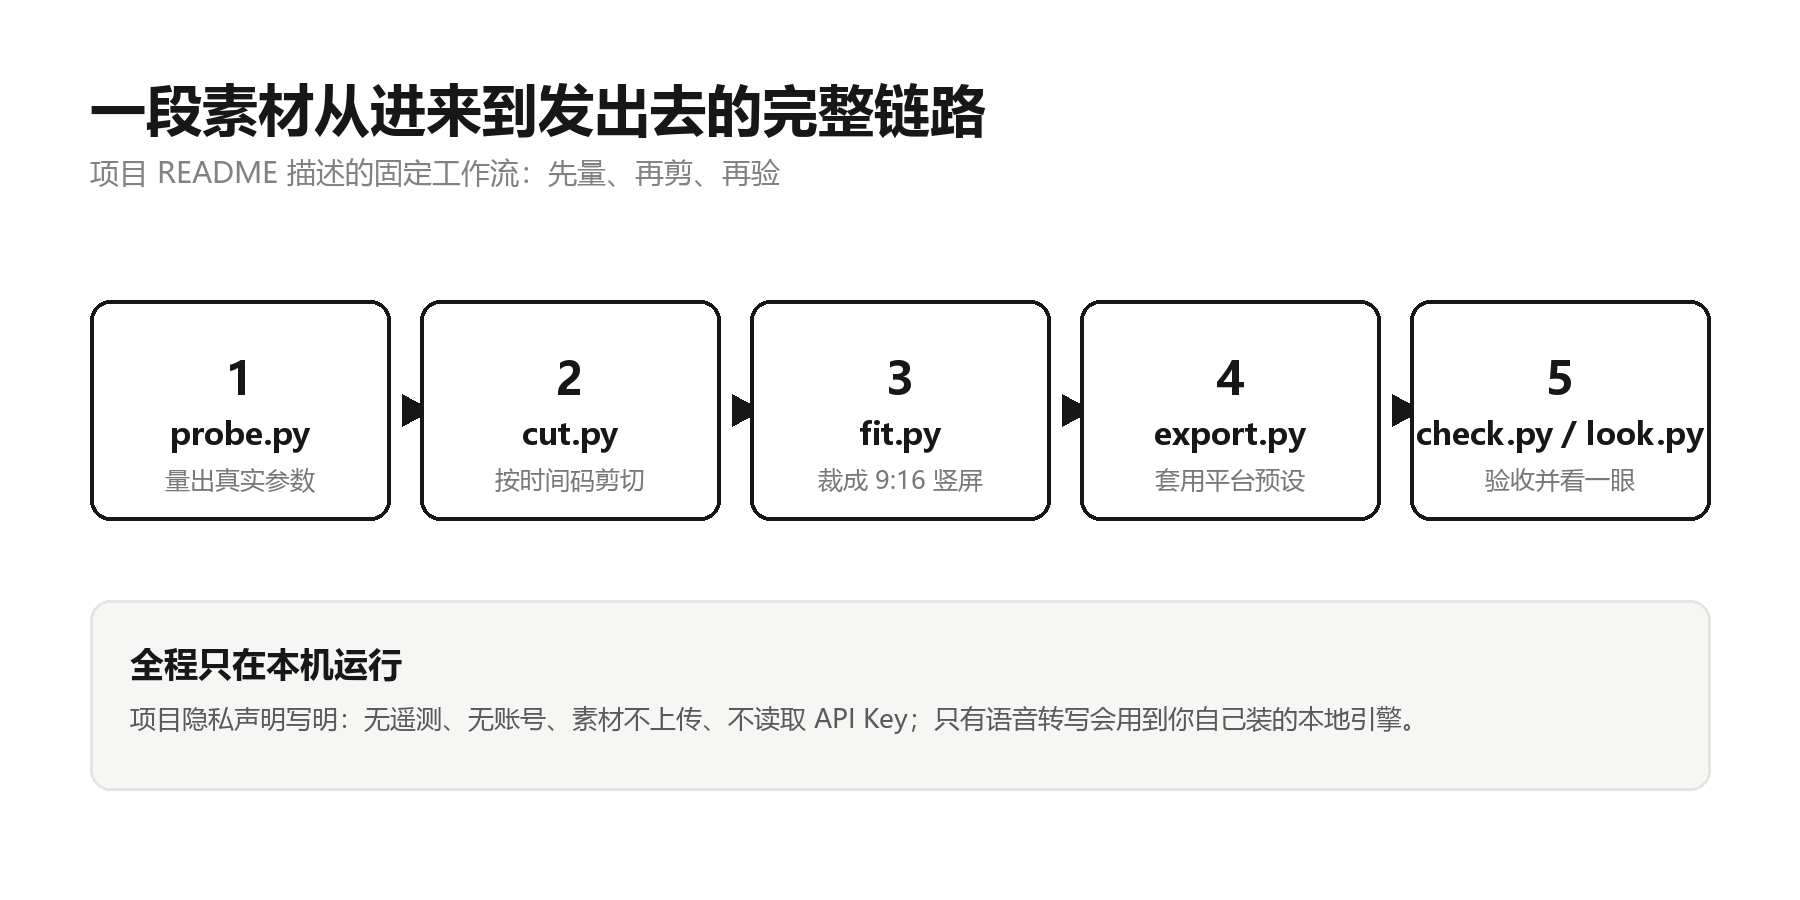 一段素材从进来到发出去的完整链路
项目 README 描述的固定工作流：先量、再剪、再验
1
probe.py
量出真实参数
2
cut.py
按时间码剪切
3
fit.py
裁成 9:16 竖屏
4
export.py
套用平台预设
5
check.py / look.py
验收并看一眼
全程只在本机运行
项目隐私声明写明：无遥测、无账号、素材不上传、不读取 API Key；只有语音转写会用到你自己装的本地引擎。